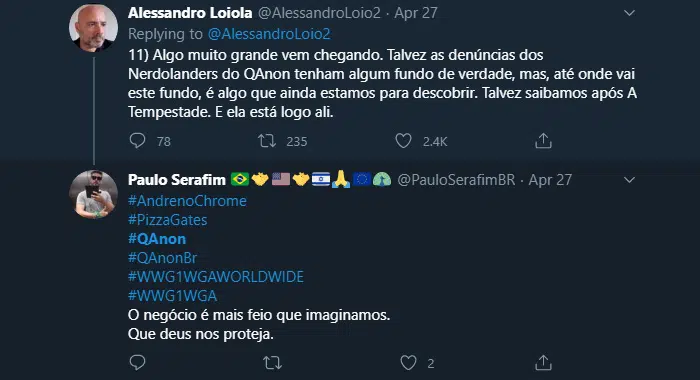 Alessandro Loiola @AlessandroLoio2 · Apr 27
Replying to @AlessandroLoio2
11) Algo muito grande vem chegando. Talvez as denúncias dos
Nerdolanders do QAnon tenham algum fundo de verdade, mas, até onde vai
este fundo, é algo que ainda estamos para descobrir. Talvez saibamos após A
Tempestade. E ela está logo ali.
78 235 2.4K
Paulo Serafim @PauloSerafimBR · Apr 27
#AndrenoChrome
#PizzaGates
#QAnon
#QAnonBr
#WWG1WGAWORLDWIDE
#WWG1WGA
O negócio é mais feio que imaginamos.
Que deus nos proteja.
2